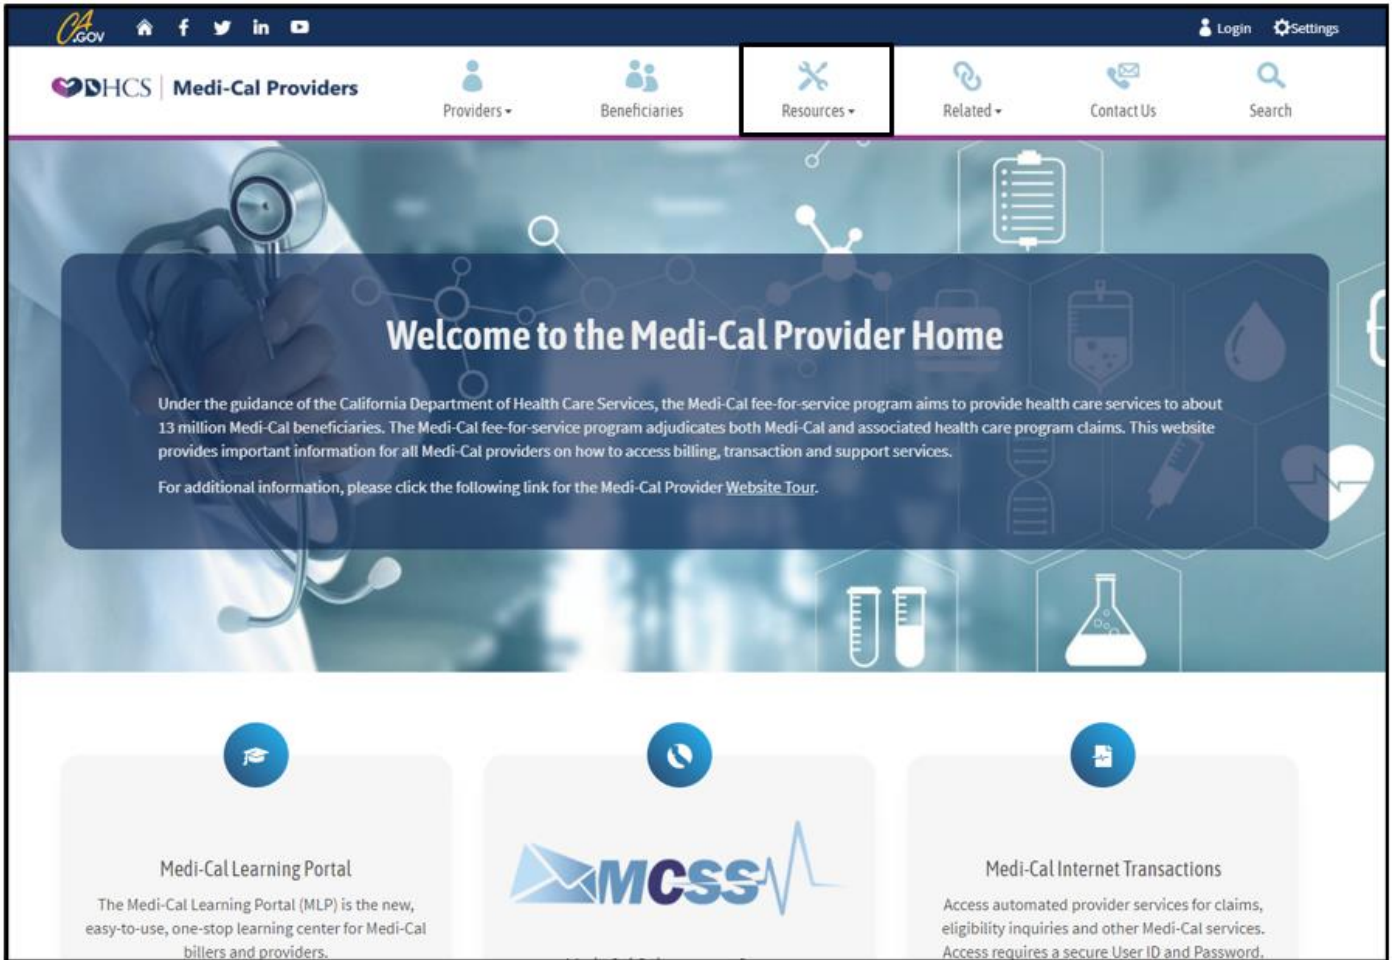 CA.GOV
Login Settings
DHCS Medi-Cal Providers
Providers Beneficiaries Resources Related Contact Us Search
Welcome to the Medi-Cal Provider Home
Under the guidance of the California Department of Health Care Services, the Medi-Cal fee-for-service program aims to provide health care services to about
13 million Medi-Cal beneficiaries. The Medi-Cal fee-for-service program adjudicates both Medi-Cal and associated health care program claims. This website
provides important information for all Medi-Cal providers on how to access billing, transaction and support services.
For additional information, please click the following link for the Medi-Cal Provider Website Tour.
Medi-Cal Learning Portal
The Medi-Cal Learning Portal (MLP) is the new,
easy-to-use, one-stop learning center for Medi-Cal
billers and providers.
MCSS
Medi-Cal Internet Transactions
Access automated provider services for claims,
eligibility inquiries and other Medi-Cal services.
Access requires a secure User ID and Password.